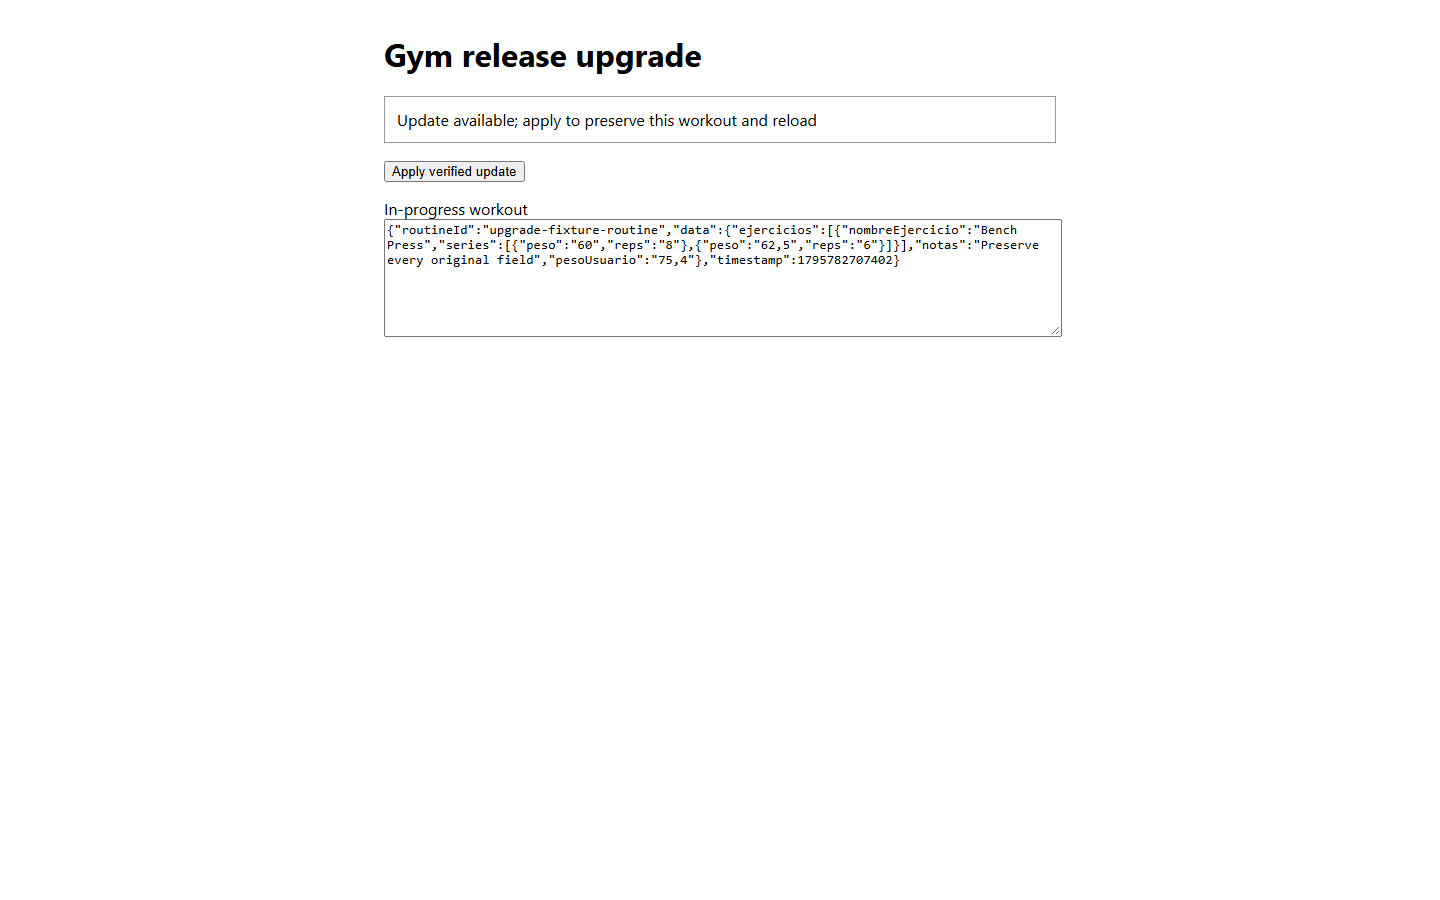 Gym release upgrade
Update available; apply to preserve this workout and reload
Apply verified update
In-progress workout
{"routineId":"upgrade-fixture-routine","data":{"ejercicios":[{"nombreEjercicio":"Bench
Press","series":[{"peso":"60","reps":"8"},{"peso":"62,5","reps":"6"}]}],"notas":"Preserve
every original field","pesoUsuario":"75,4"},"timestamp":1795782707402}